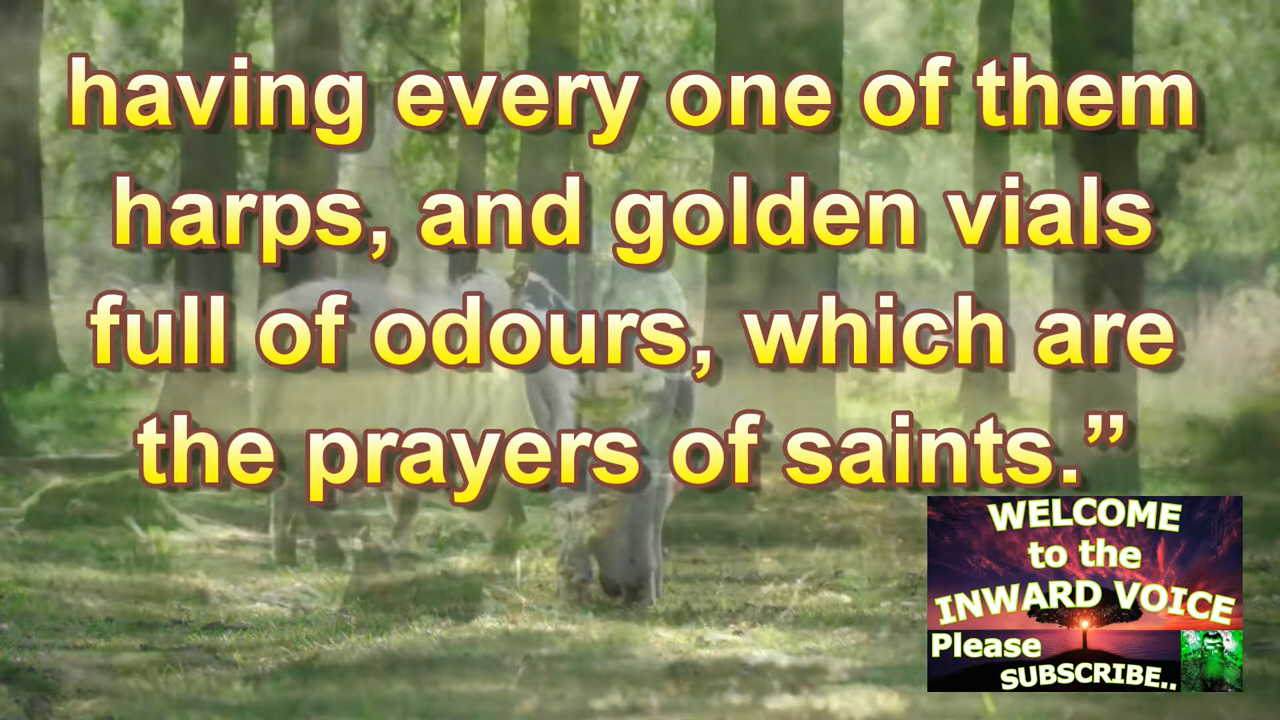 having every one of them
harps, and golden vials
full of odours, which are
the prayers of saints.”
WELCOME
to the
INWARD VOICE
Please
SUBSCRIBE..